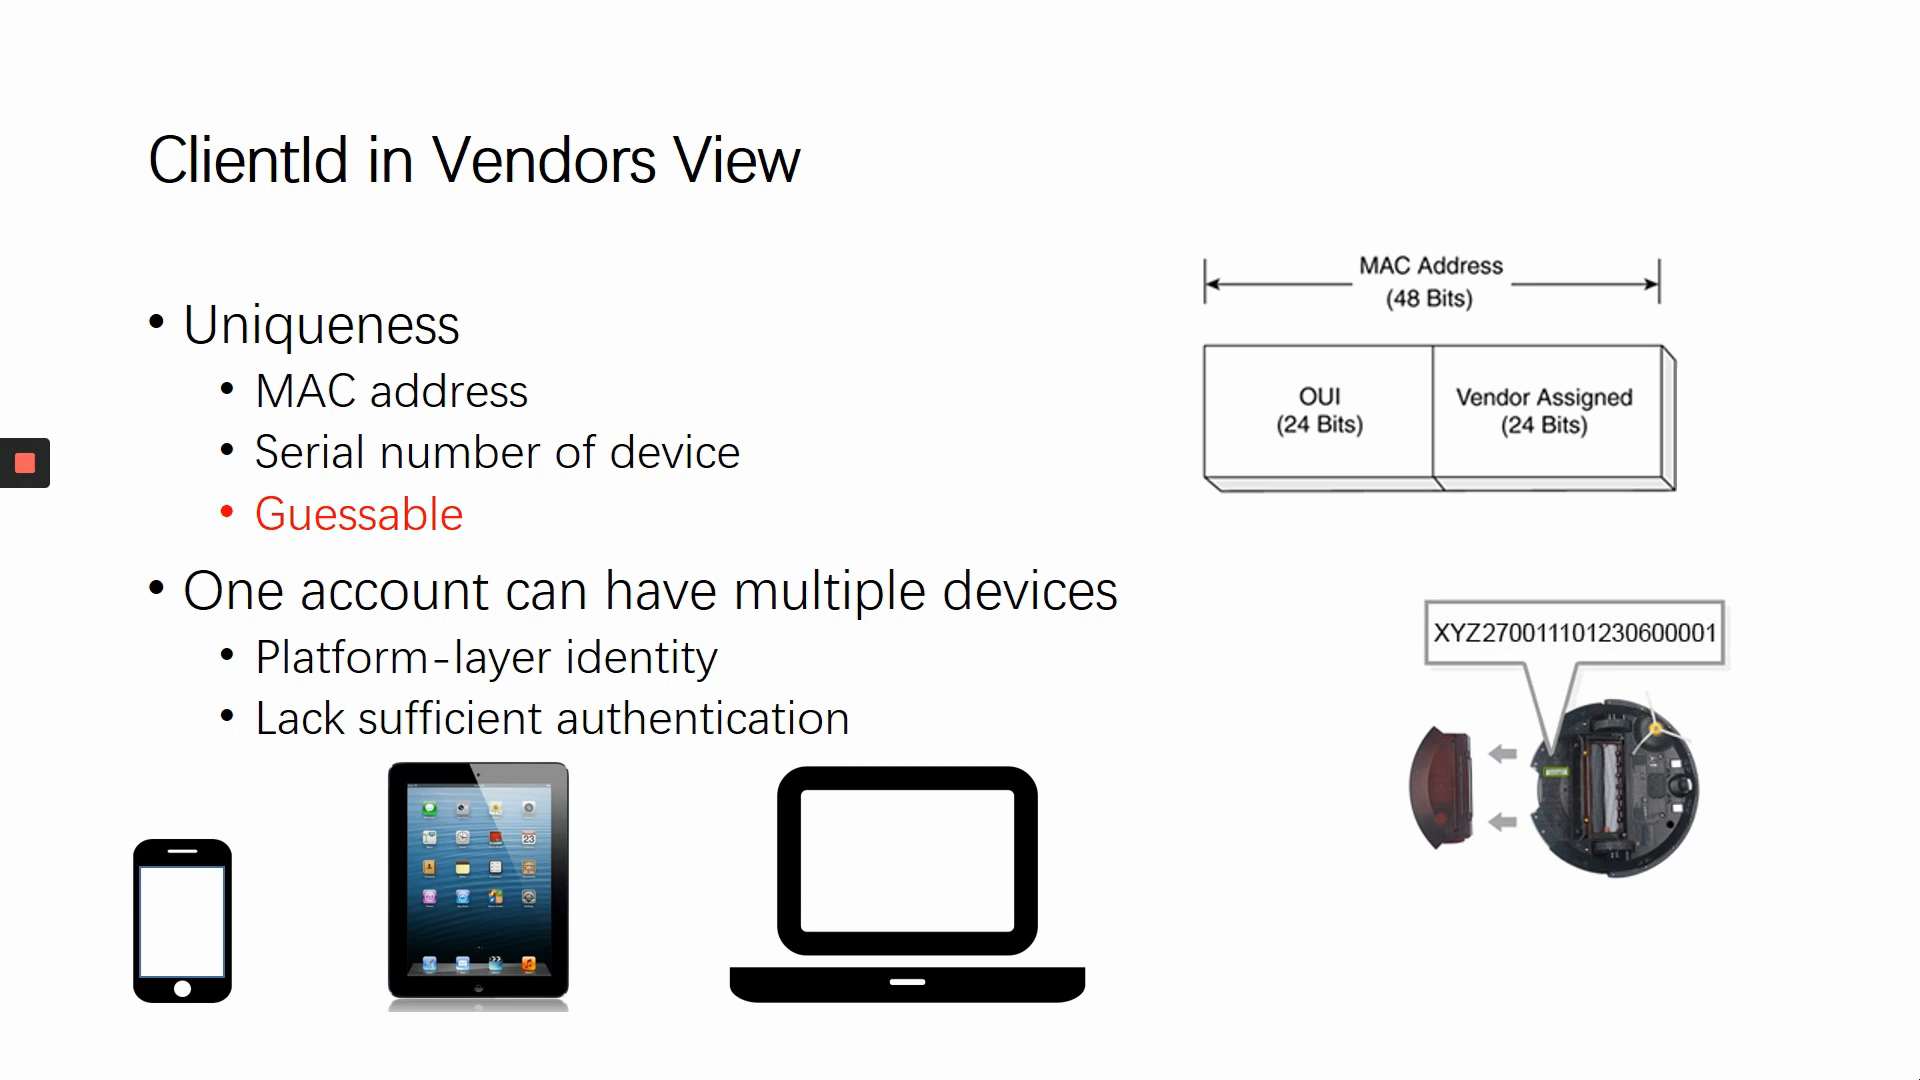 ClientId in Vendors View
• Uniqueness
• MAC address
• Serial number of device
• Guessable
• One account can have multiple devices
• Platform-layer identity
• Lack sufficient authentication
MAC Address
(48 Bits)
OUI
(24 Bits)
Vendor Assigned
(24 Bits)
XYZ270011101230600001
23